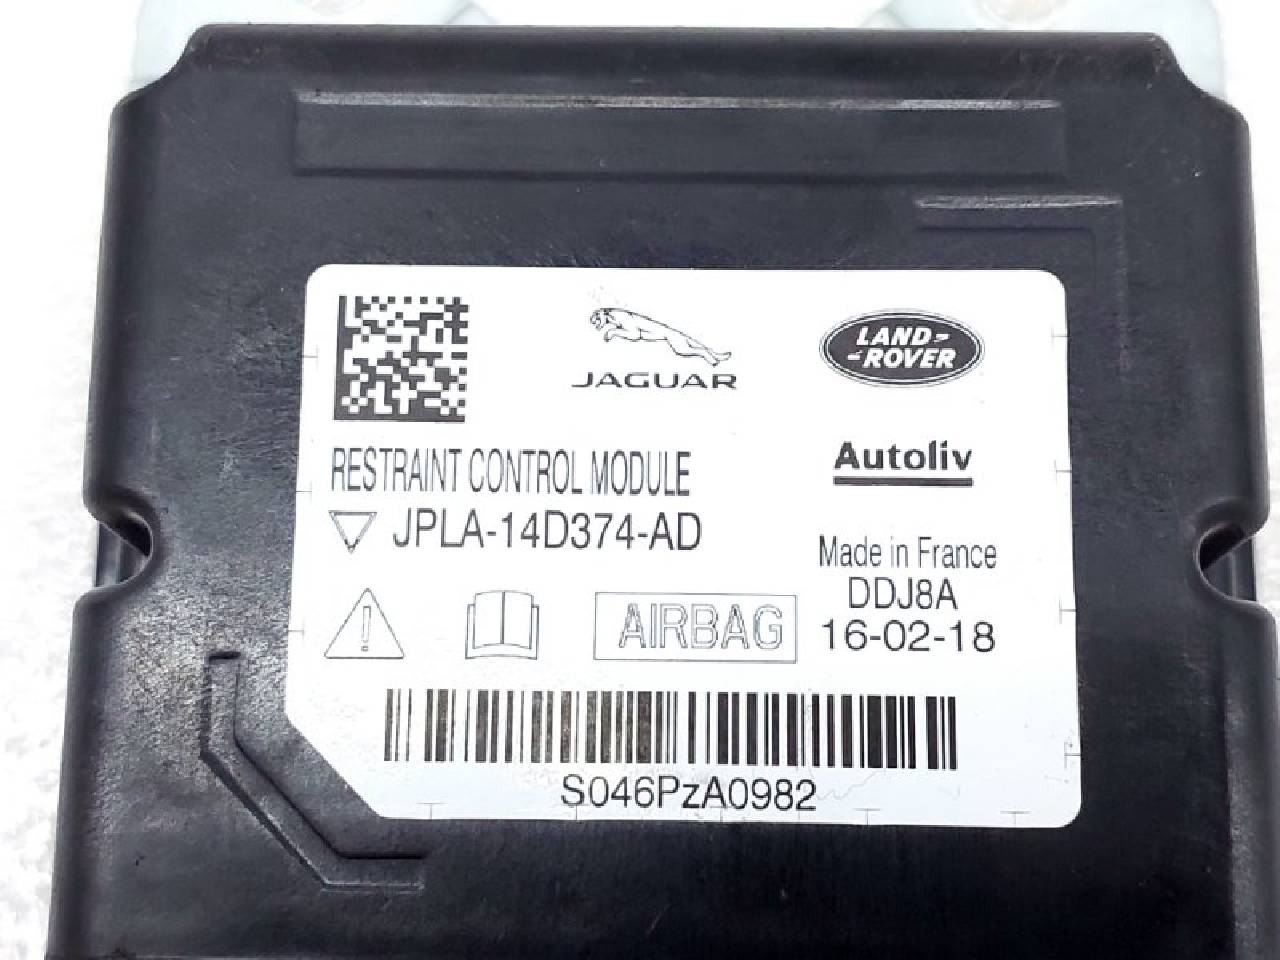 JAGUAR
LAND-
-ROVER
RESTRAINT CONTROL MODULE
Autoliv
JPLA-14D374-AD
Made in France
DDJ8A
AIRBAG
16-02-18
S046PzA0982